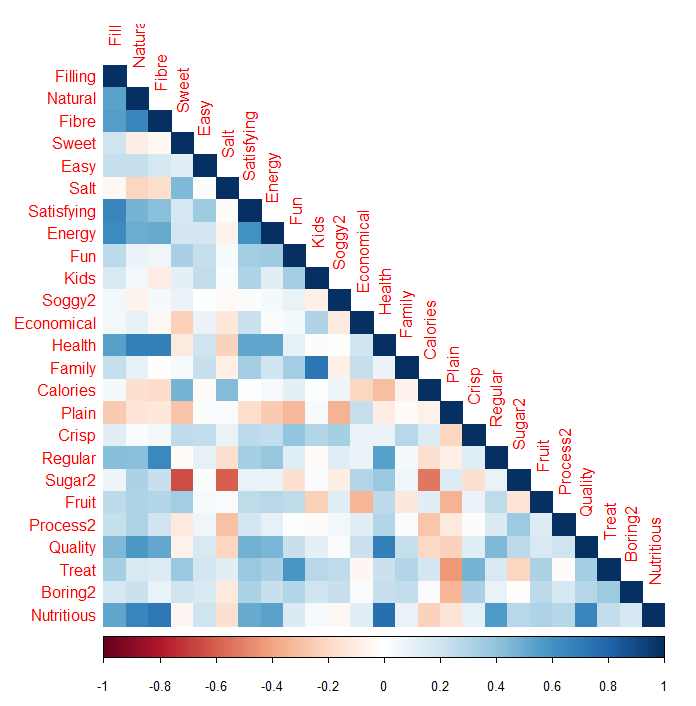 Fill
Natura
Fibre
Sweet
Easy
Salt
Satisfying
Energy
Fun
Kids
Soggy2
Economical
Health
Family
Calories
Plain
Crisp
Regular
Sugar2
Fruit
Process2
Quality
Treat
Boring2
Nutritious
Filling
Natural
Fibre
Sweet
Easy
Salt
Satisfying
Energy
Fun
Kids
Soggy2
Economical
Health
Family
Calories
Plain
Crisp
Regular
Sugar2
Fruit
Process2
Quality
Treat
Boring2
Nutritious
-1 -0.8 -0.6 -0.4 -0.2 0 0.2 0.4 0.6 0.8 1